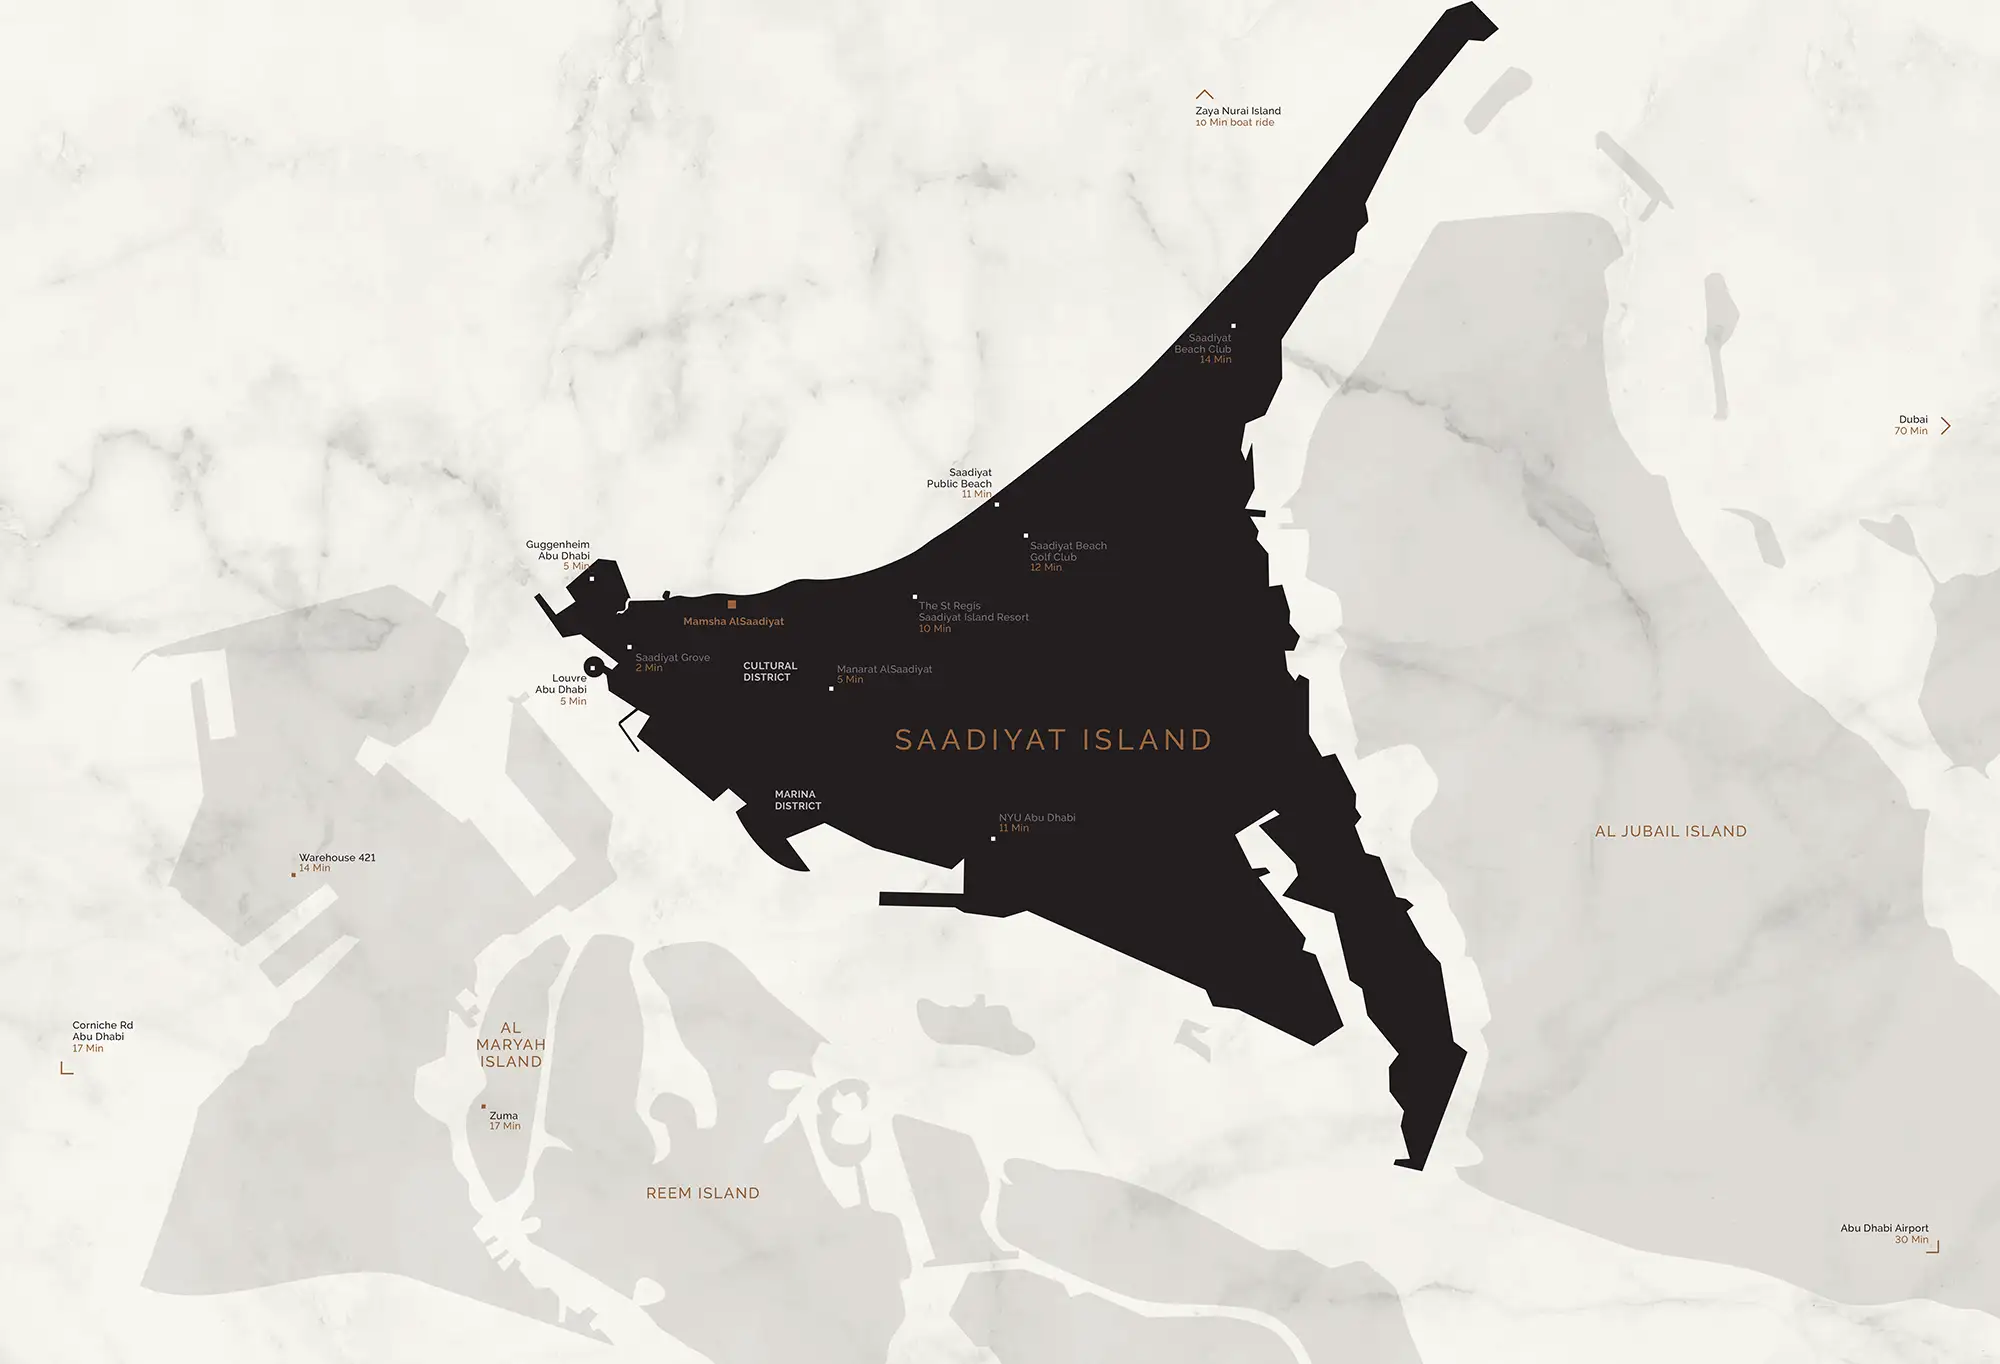 Zaya Nurai Island
10 Min boat ride
Saadiyat
Beach Club
14 Min
Dubai
70 Min
Saadiyat
Public Beach
11 Min
Guggenheim
Abu Dhabi
5 Min
Saadiyat Beach
Golf Club
12 Min
Mamsha AlSaadiyat
The St Regis
Saadiyat Island Resort
10 Min
Saadiyat Grove
2 Min
CULTURAL
DISTRICT
Manarat AlSaadiyat
5 Min
Louvre
Abu Dhabi
5 Min
SAADIYAT ISLAND
MARINA
DISTRICT
NYU Abu Dhabi
11 Min
AL JUBAIL ISLAND
Warehouse 421
14 Min
Corniche Rd
Abu Dhabi
17 Min
AL
MARYAH
ISLAND
Zuma
17 Min
REEM ISLAND
Abu Dhabi Airport
30 Min